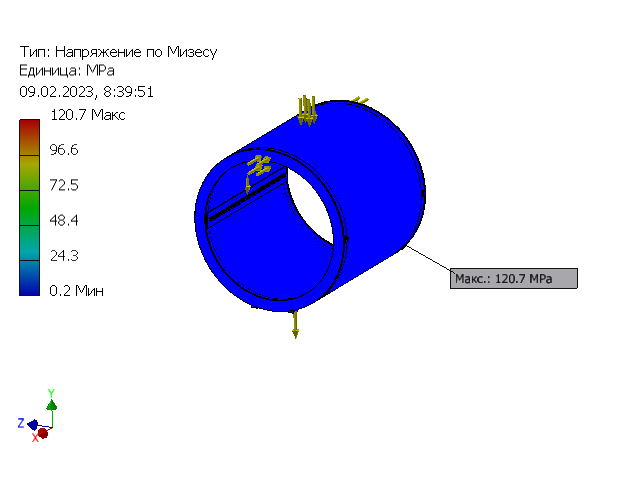 Тип: Напряжение по Мизесу
Единица: MPa
09.02.2023, 8:39:51
120.7 Макс
96.6
72.5
48.4
24.3
0.2 Мин
Макс.: 120.7 MPa
Y
Z
X